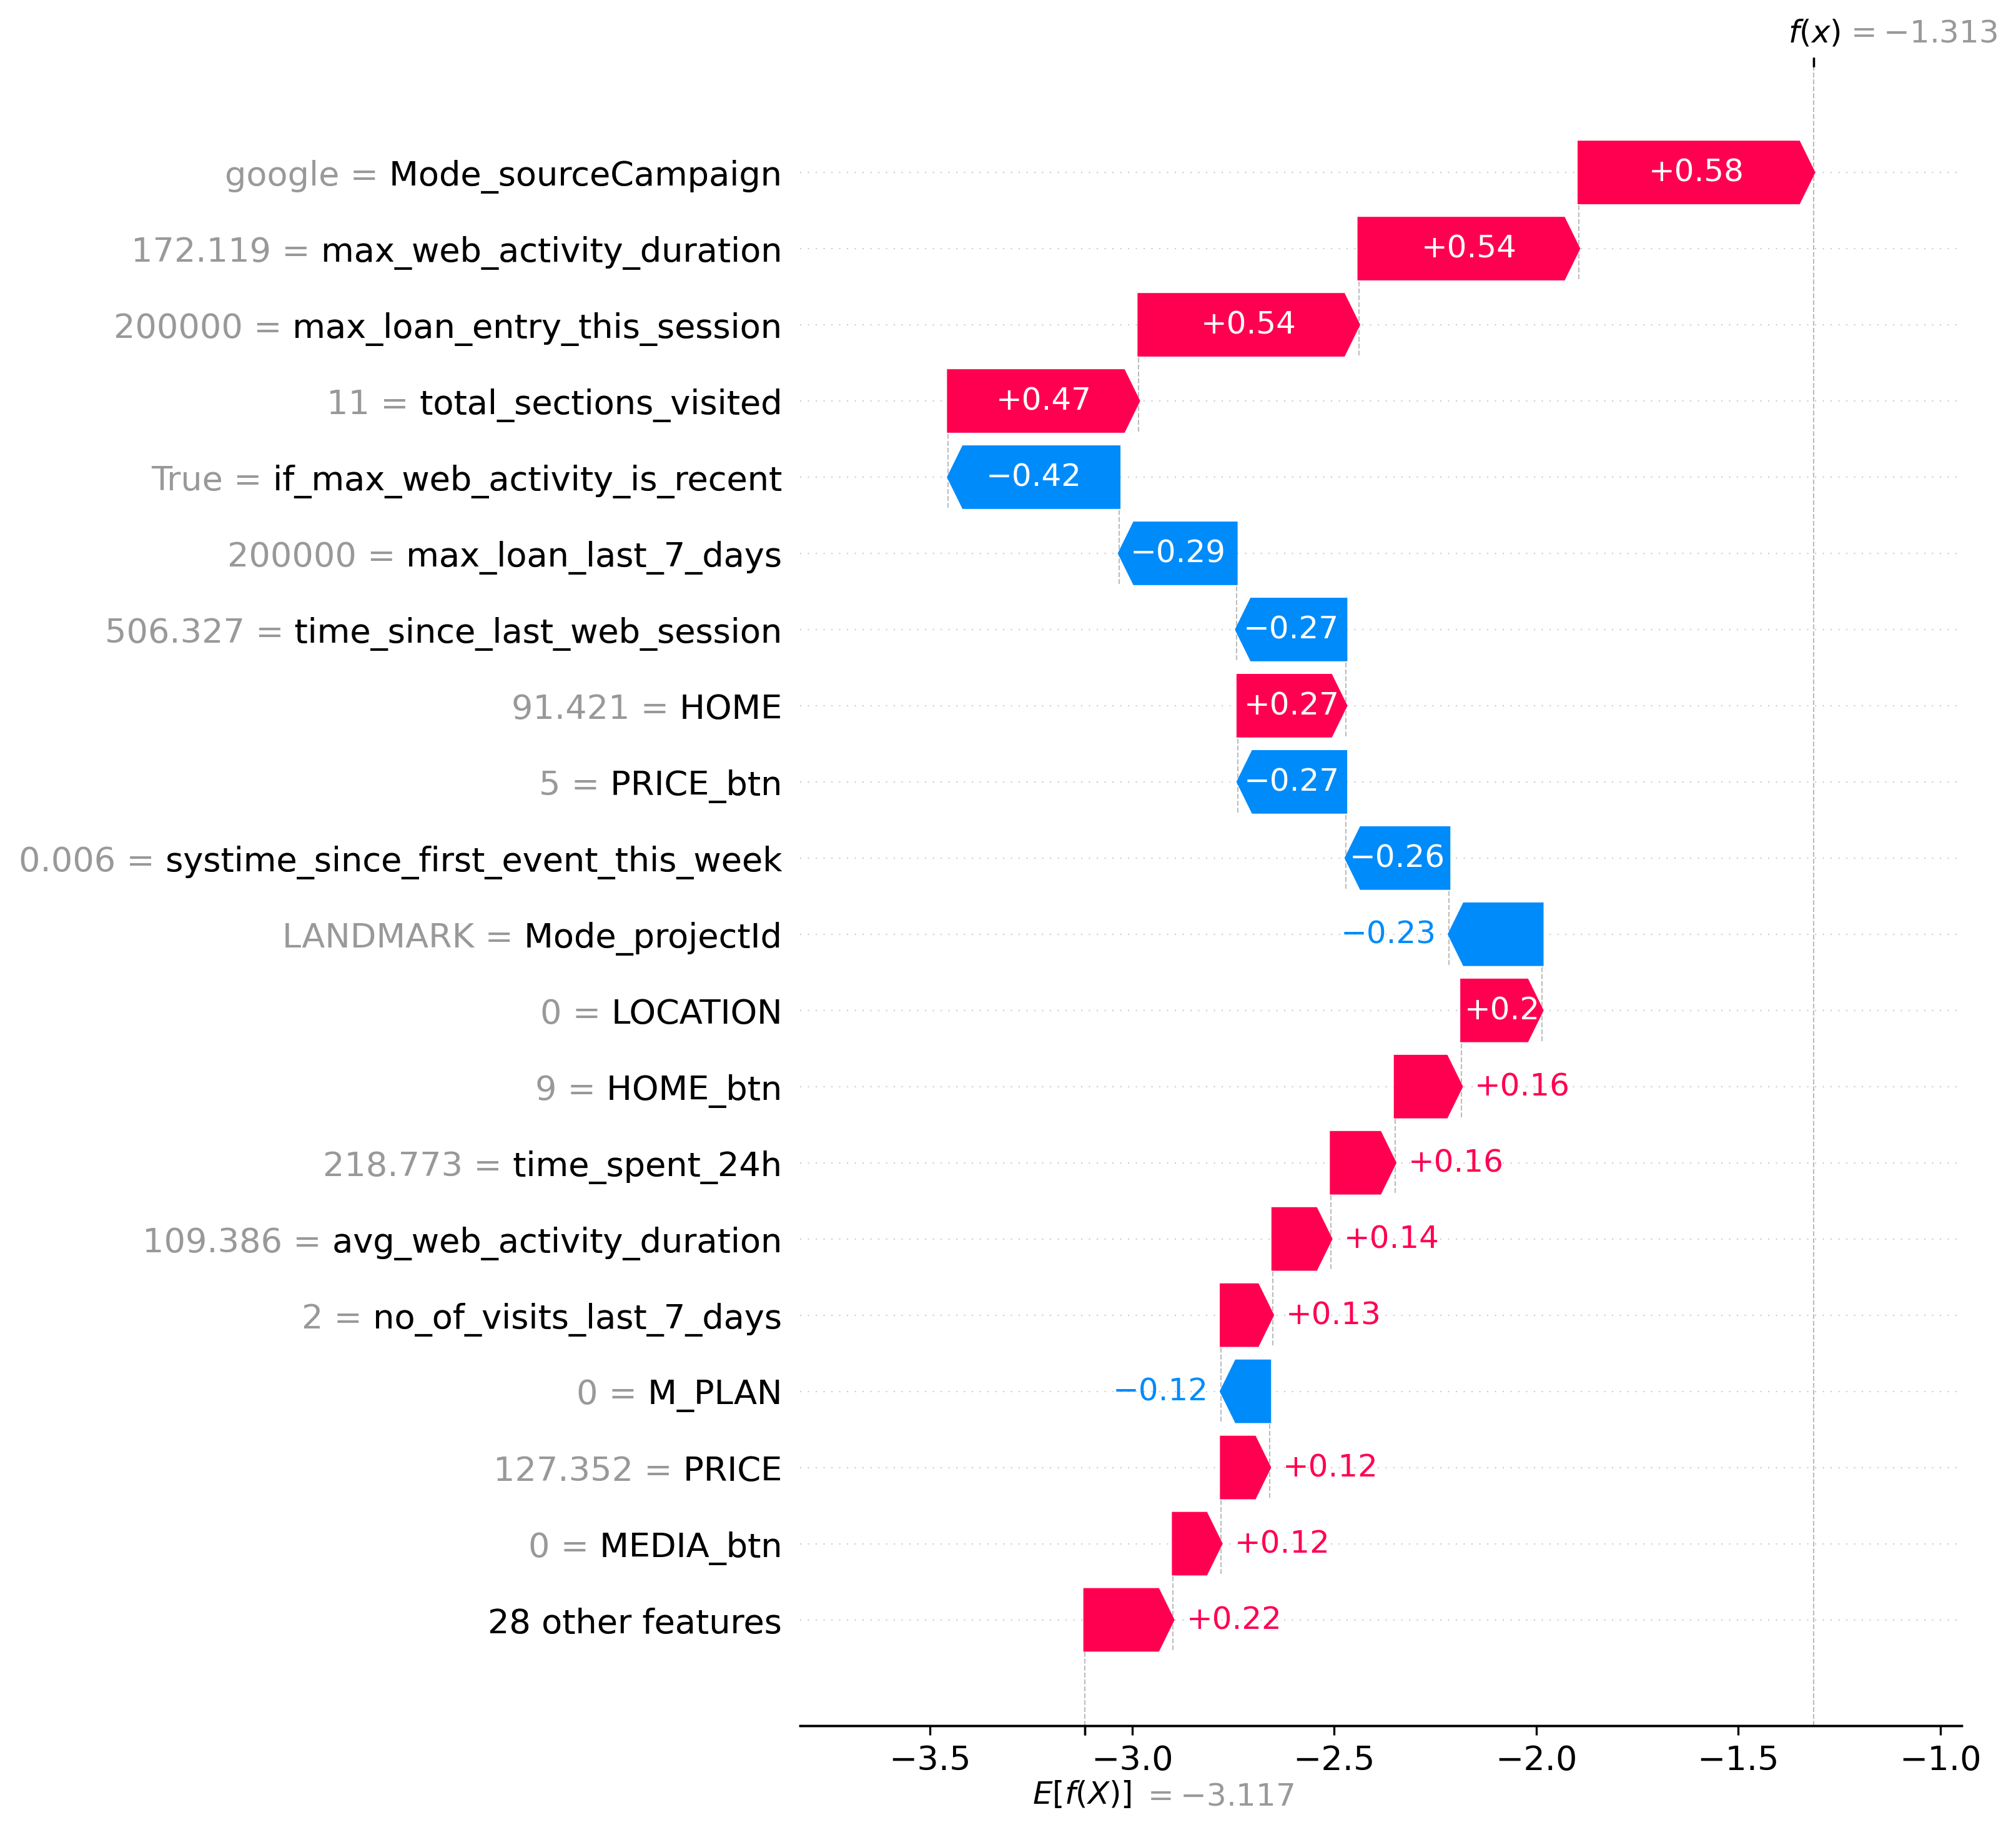 f(x) = −1.313
google = Mode_sourceCampaign +0.58
172.119 = max_web_activity_duration +0.54
200000 = max_loan_entry_this_session +0.54
11 = total_sections_visited +0.47
True = if_max_web_activity_is_recent −0.42
200000 = max_loan_last_7_days −0.29
506.327 = time_since_last_web_session −0.27
91.421 = HOME +0.27
5 = PRICE_btn −0.27
0.006 = systime_since_first_event_this_week −0.26
LANDMARK = Mode_projectId −0.23
0 = LOCATION +0.2
9 = HOME_btn +0.16
218.773 = time_spent_24h +0.16
109.386 = avg_web_activity_duration +0.14
2 = no_of_visits_last_7_days +0.13
0 = M_PLAN −0.12
127.352 = PRICE +0.12
0 = MEDIA_btn +0.12
28 other features +0.22
−3.5 −3.0 −2.5 −2.0 −1.5 −1.0
E[f(X)] = −3.117